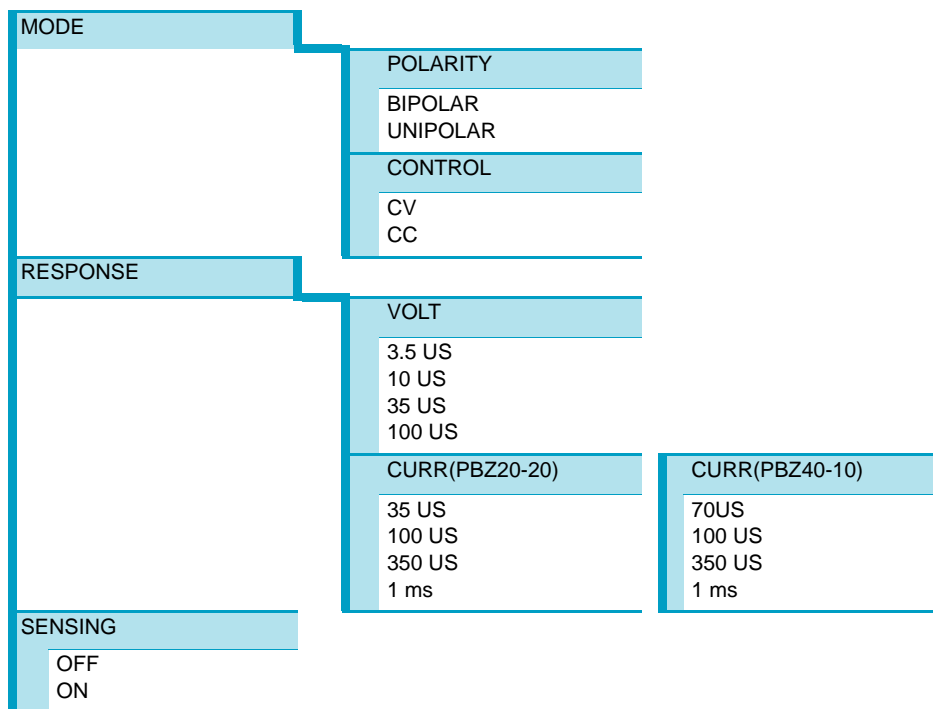 MODE
POLARITY
BIPOLAR
UNIPOLAR
CONTROL
CV
CC
RESPONSE
VOLT
3.5 US
10 US
35 US
100 US
CURR(PBZ20-20)
35 US
100 US
350 US
1 ms
CURR(PBZ40-10)
70US
100 US
350 US
1 ms
SENSING
OFF
ON